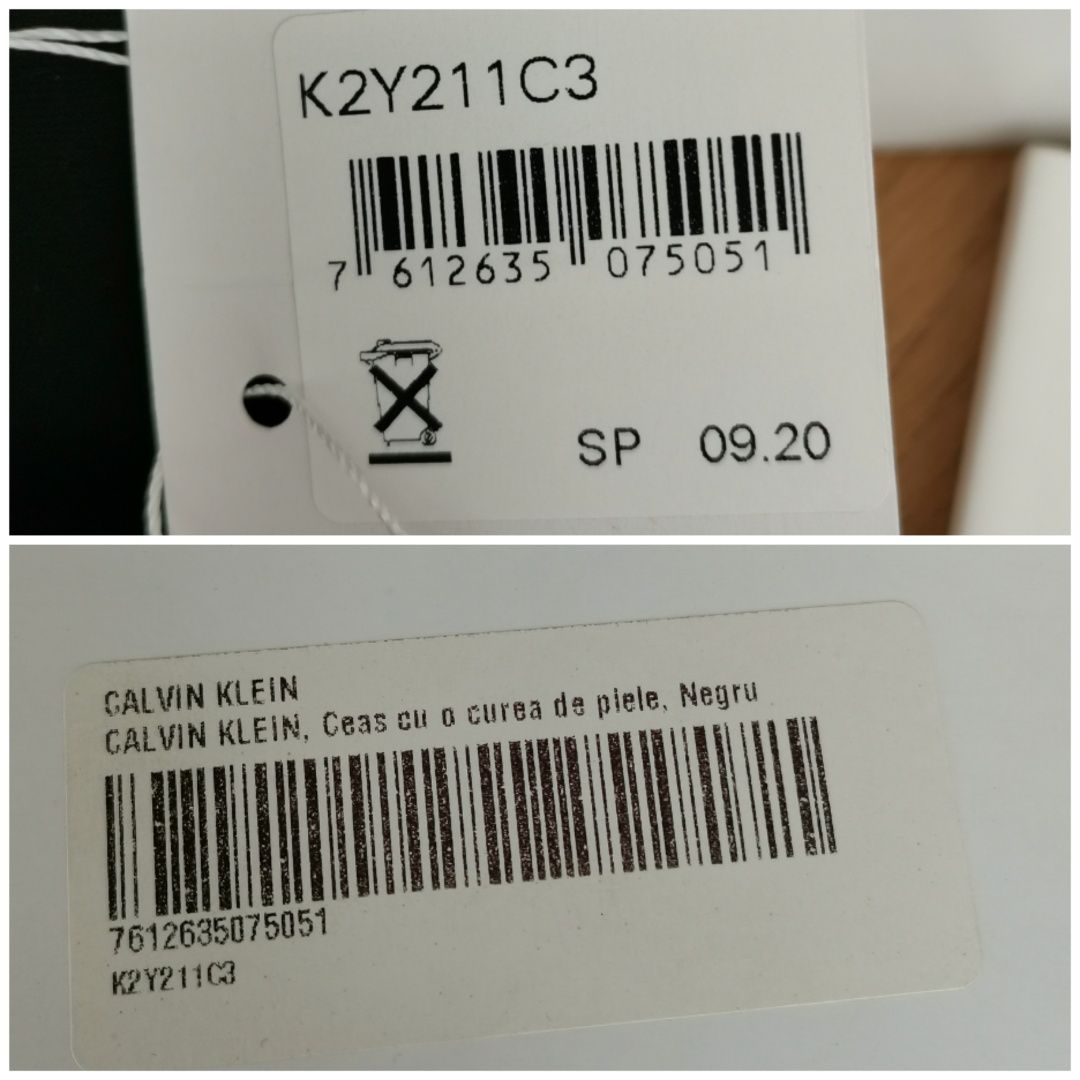 K2Y211C3
7 612635 075051
SP 09.20
CALVIN KLEIN
CALVIN KLEIN, Ceas cu o curea de piele, Negru
7612635075051
K2Y211C3